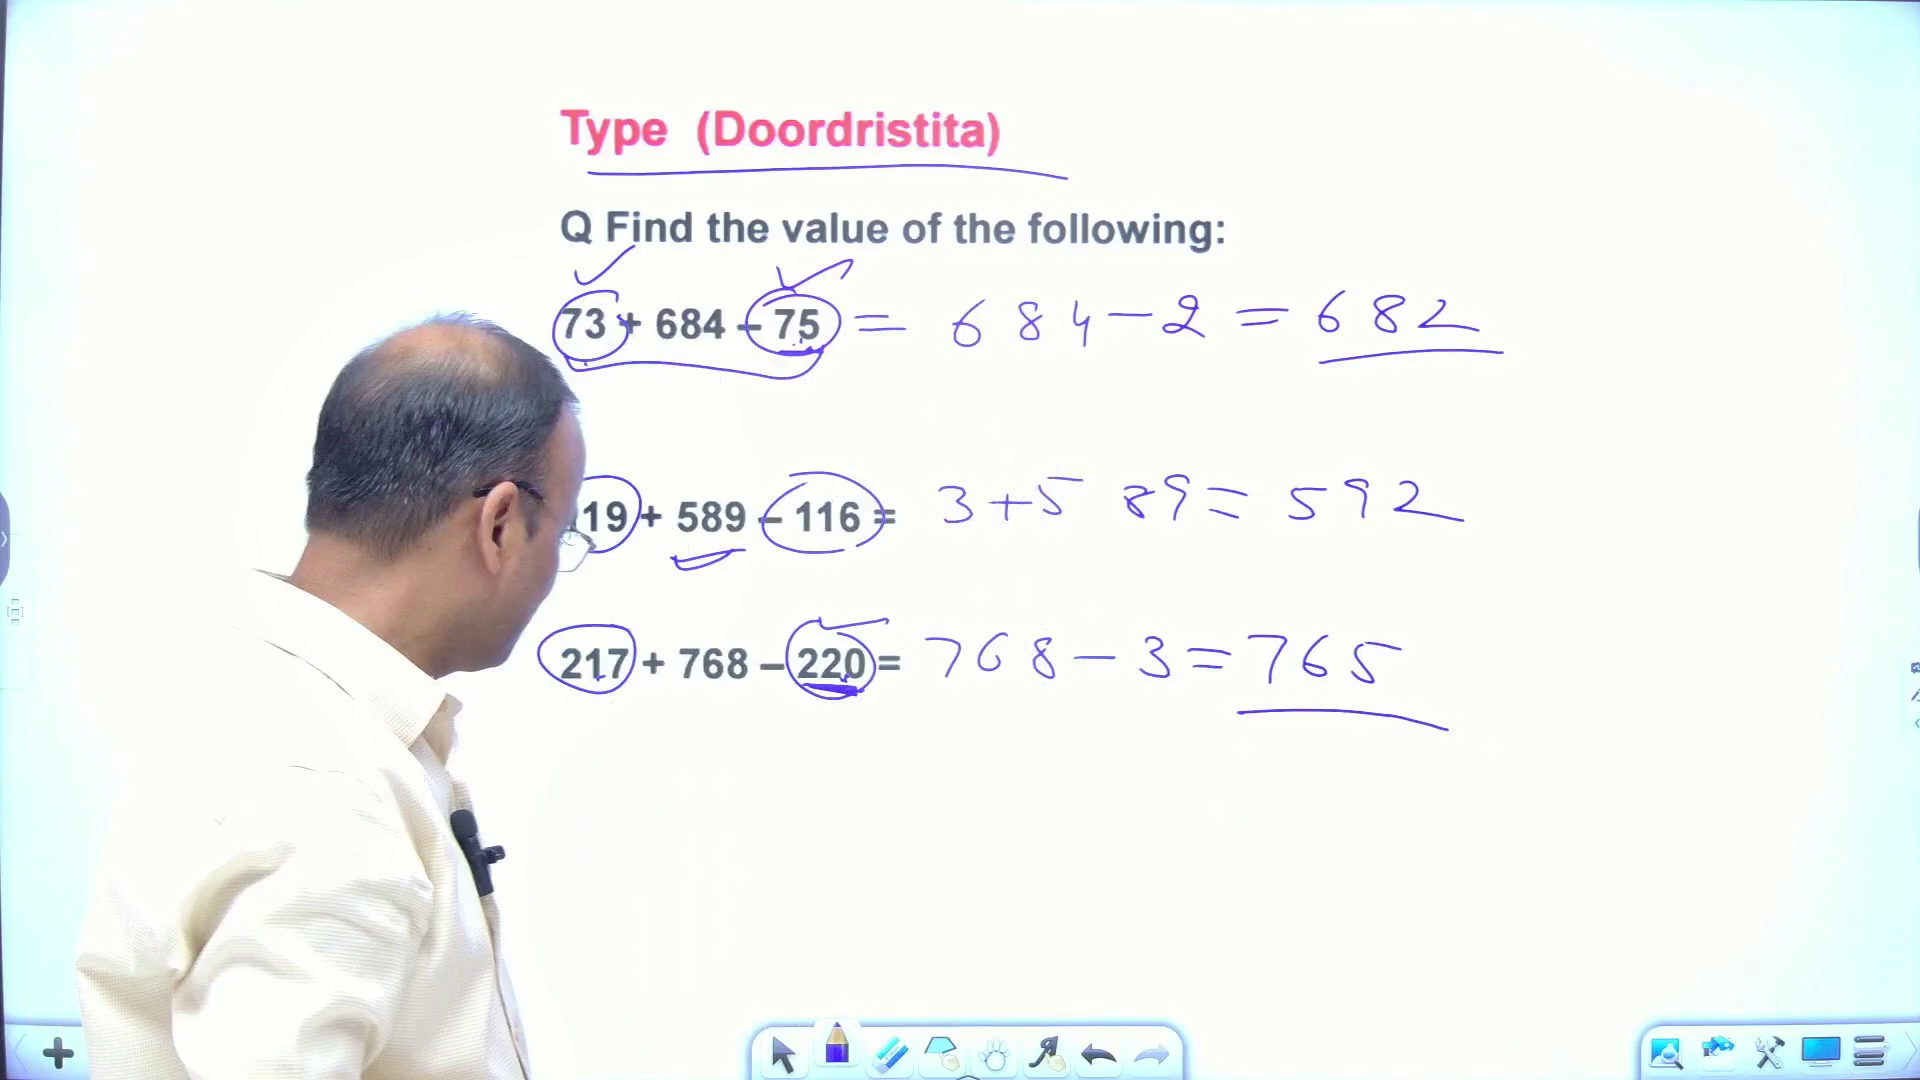 Type (Doordristita)
Q Find the value of the following:
73 + 684 – 75 = 684 - 2 = 682
19 + 589 – 116 = 3 + 589 = 592
217 + 768 – 220 = 768 - 3 = 765